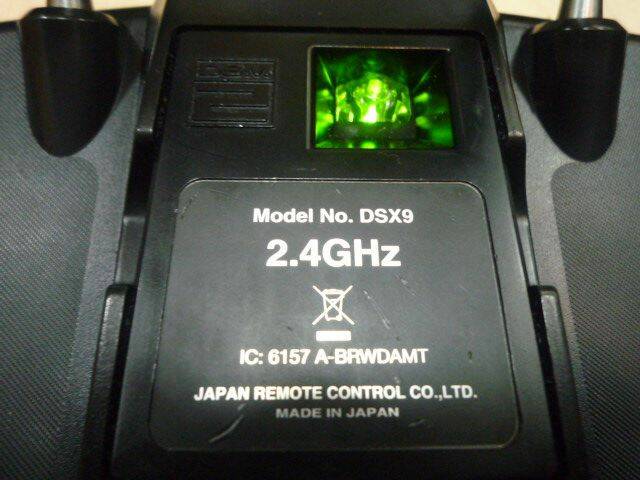 Model No. DSX9
2.4GHz
IC: 6157 A-BRWDAMT
JAPAN REMOTE CONTROL CO.,LTD.
MADE IN JAPAN